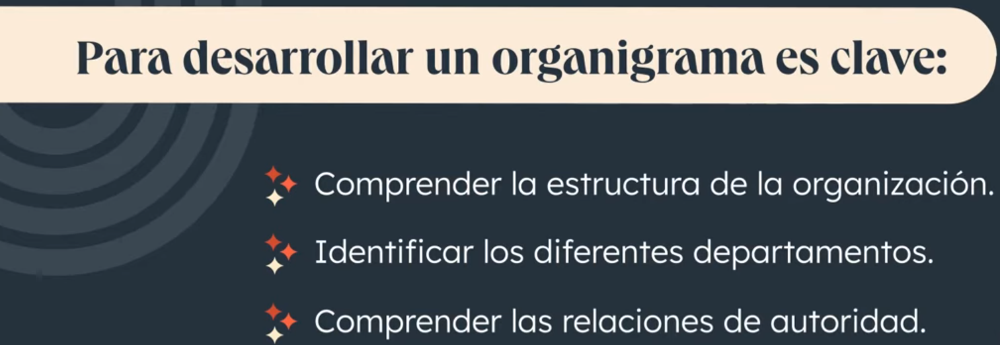 Para desarrollar un organigrama es clave:
Comprender la estructura de la organización.
Identificar los diferentes departamentos.
Comprender las relaciones de autoridad.